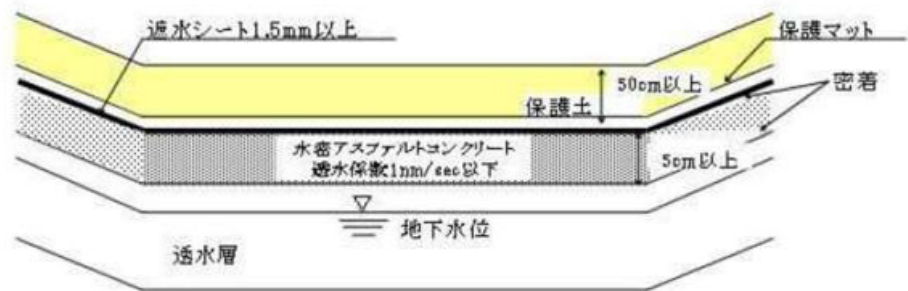 遮水シート1.5mm以上
保護マット
50cm以上
保護土
密着
水密アスファルトコンクリート
透水係数1nm/sec以下
5cm以上
地下水位
透水層